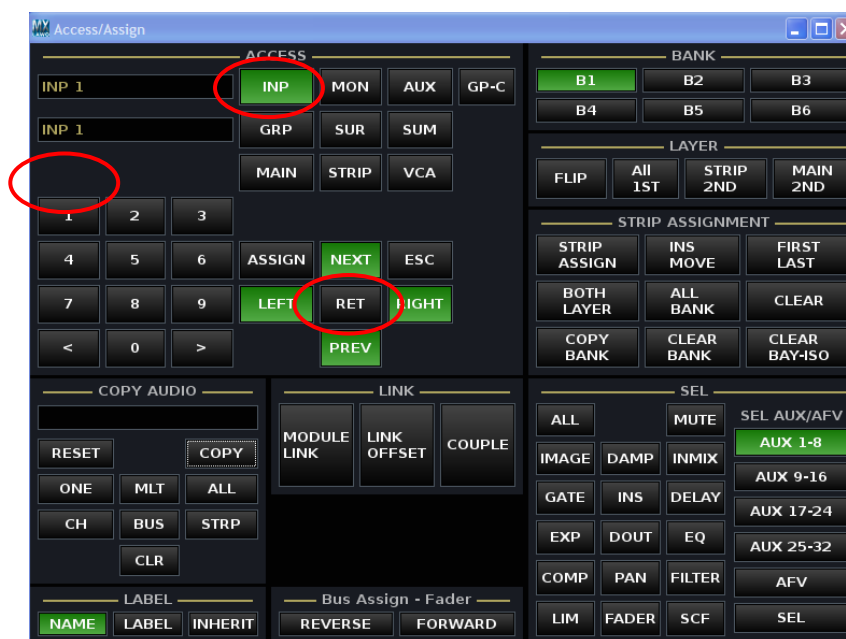 MX Access/Assign
ACCESS
INP 1 INP MON AUX GP-C
INP 1 GRP SUR SUM
MAIN STRIP VCA
1 2 3
4 5 6 ASSIGN NEXT ESC
7 8 9 LEFT RET RIGHT
< 0 > PREV
BANK
B1 B2 B3
B4 B5 B6
LAYER
FLIP All 1ST STRIP 2ND MAIN 2ND
STRIP ASSIGNMENT
STRIP ASSIGN INS MOVE FIRST LAST
BOTH LAYER ALL BANK CLEAR
COPY BANK CLEAR BANK CLEAR BAY-ISO
COPY AUDIO
RESET COPY
ONE MLT ALL
CH BUS STRP
CLR
LINK
MODULE LINK LINK OFFSET COUPLE
SEL
ALL MUTE SEL AUX/AFV
IMAGE DAMP INMIX AUX 1-8
GATE INS DELAY AUX 9-16
EXP DOUT EQ AUX 17-24
COMP PAN FILTER AUX 25-32
LIM FADER SCF AFV
SEL
LABEL
NAME LABEL INHERIT
Bus Assign - Fader
REVERSE FORWARD